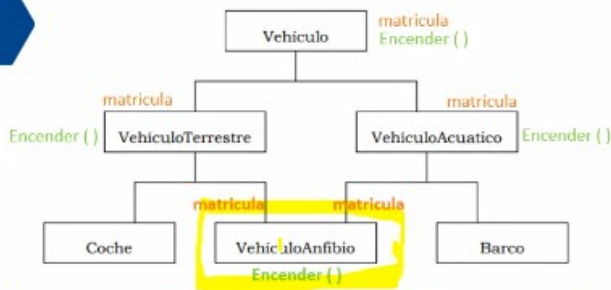 matricula
Vehiculo
Encender ( )
matricula
matricula
Encender ( )
VehiculoTerrestre
VehiculoAcuatico
Encender ( )
matricula
matricula
Coche
VehiculoAnfibio
Barco
Encender ( )